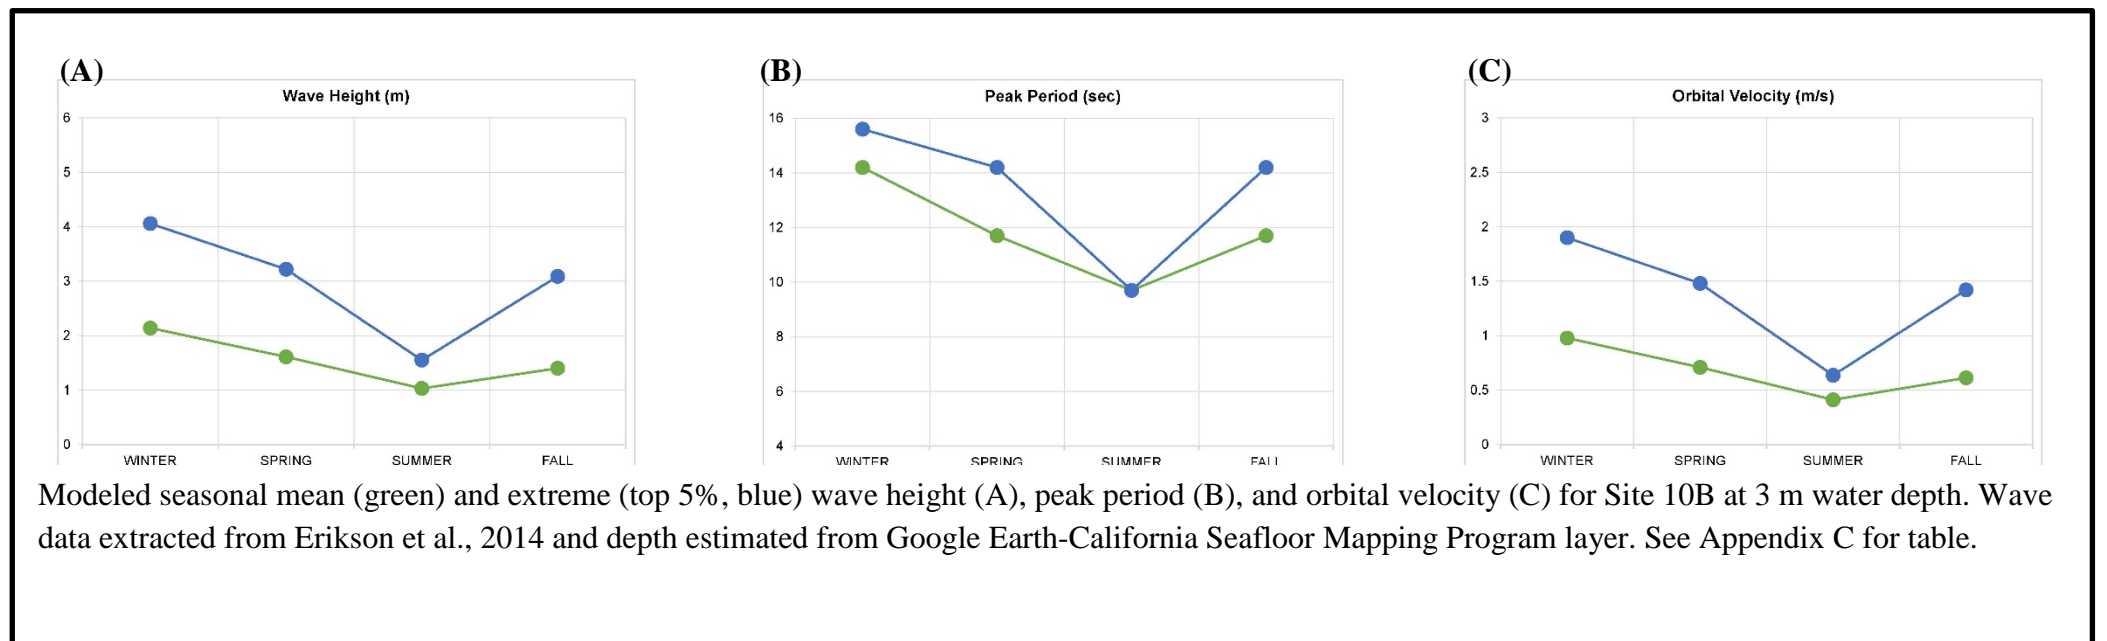 (A)
Wave Height (m)
6
5
4
3
2
1
0
WINTER SPRING SUMMER FALL
(B)
Peak Period (sec)
16
14
12
10
8
6
4
WINTER SPRING SUMMER FALL
(C)
Orbital Velocity (m/s)
3
2.5
2
1.5
1
0.5
0
WINTER SPRING SUMMER FALL
Modeled seasonal mean (green) and extreme (top 5%, blue) wave height (A), peak period (B), and orbital velocity (C) for Site 10B at 3 m water depth. Wave
data extracted from Erikson et al., 2014 and depth estimated from Google Earth-California Seafloor Mapping Program layer. See Appendix C for table.